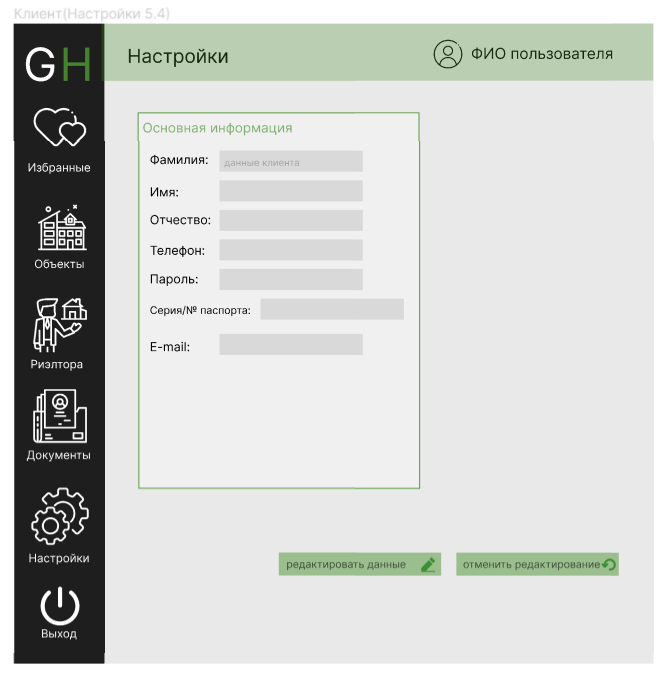 Клиент(Настройки 5.4)
GH
Настройки
ФИО пользователя
Избранные
Объекты
Риэлтора
Документы
Настройки
Выход
Основная информация
Фамилия: данные клиента
Имя:
Отчество:
Телефон:
Пароль:
Серия/№ паспорта:
E-mail:
редактировать данные
отменить редактирование